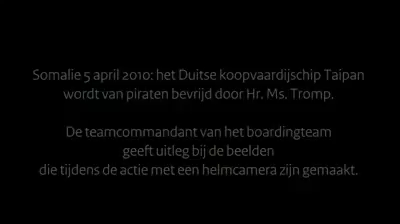 Somalie 5 april 2010: het Duitse koopvaardijschip Taipan
wordt van piraten bevrijd door Hr. Ms. Tromp.
De teamcommandant van het boardingteam
geeft uitleg bij de beelden
die tijdens de actie met een helmcamera zijn gemaakt.